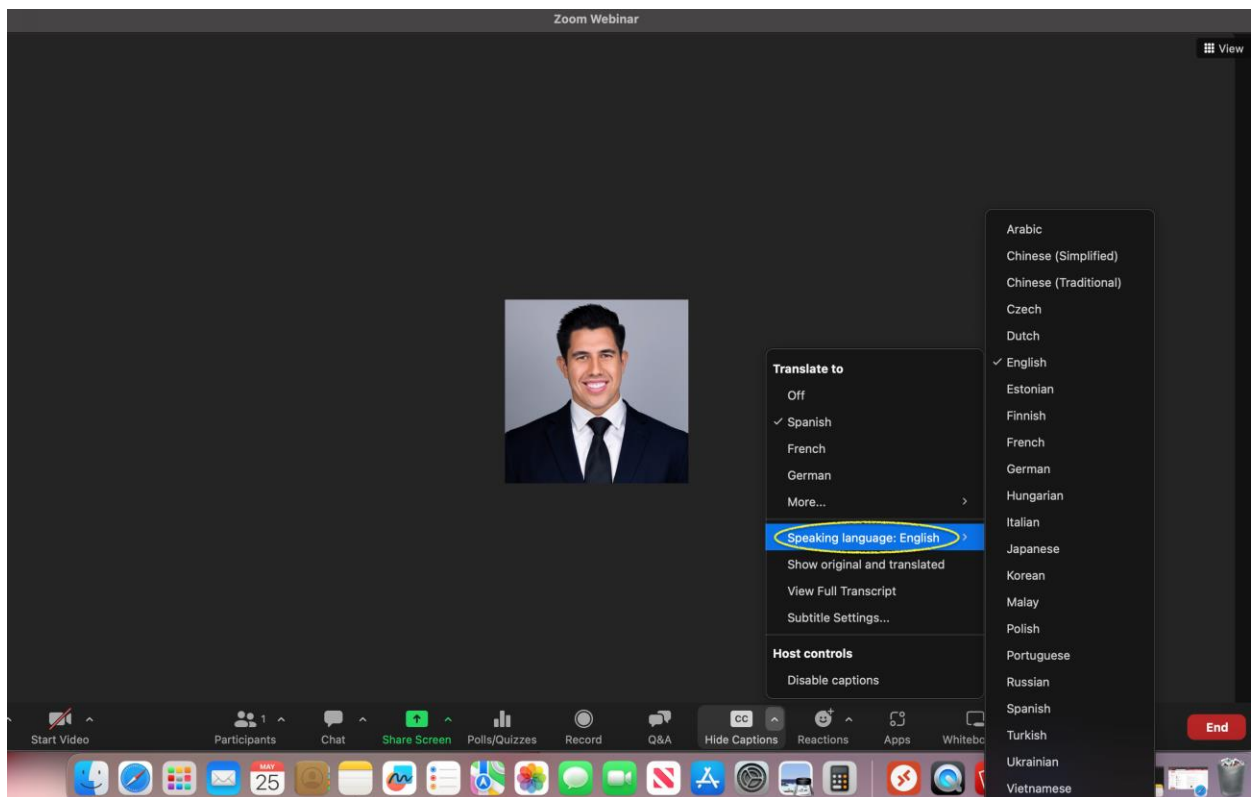 Zoom Webinar
View
Arabic
Chinese (Simplified)
Chinese (Traditional)
Czech
Dutch
English
Estonian
Finnish
French
German
Hungarian
Italian
Japanese
Korean
Malay
Polish
Portuguese
Russian
Spanish
Turkish
Ukrainian
Vietnamese
Translate to
Off
Spanish
French
German
More...
Speaking language: English
Show original and translated
View Full Transcript
Subtitle Settings...
Host controls
Disable captions
1
CC
Start Video
Participants
Chat
Share Screen
Polls/Quizzes
Record
Q&A
Hide Captions
Reactions
Apps
End
MAY
25